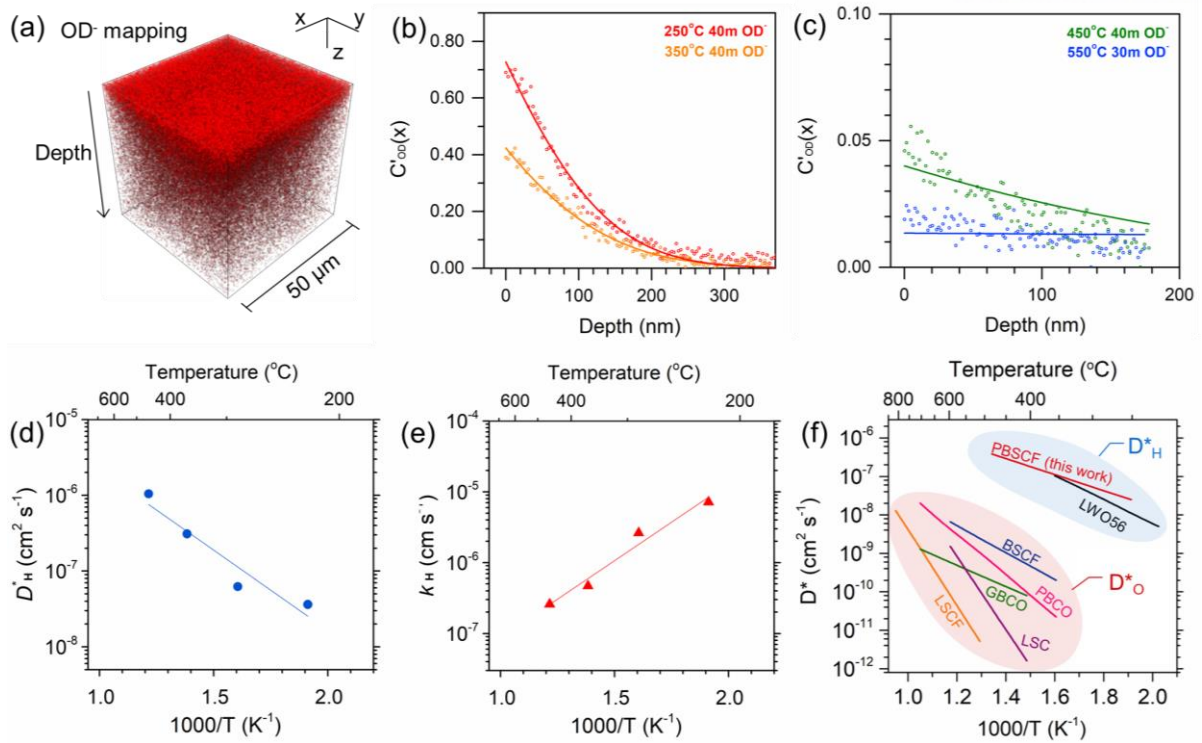 (a) OD⁻ mapping
x y
z
Depth
50 µm
(b)
250°C 40m OD⁻
350°C 40m OD⁻
C'OD(x)
0.80
0.60
0.40
0.20
0.00
0 100 200 300
Depth (nm)
(c)
450°C 40m OD⁻
550°C 30m OD⁻
C'OD(x)
0.10
0.05
0.00
0 100 200
Depth (nm)
(d)
Temperature (°C)
600 400 200
D*H (cm² s⁻¹)
10⁻⁵
10⁻⁶
10⁻⁷
10⁻⁸
1.0 1.5 2.0
1000/T (K⁻¹)
(e)
Temperature (°C)
600 400 200
kH (cm s⁻¹)
10⁻⁴
10⁻⁵
10⁻⁶
10⁻⁷
1.0 1.5 2.0
1000/T (K⁻¹)
(f)
Temperature (°C)
800 600 400
D* (cm² s⁻¹)
10⁻⁶
10⁻⁷
10⁻⁸
10⁻⁹
10⁻¹⁰
10⁻¹¹
10⁻¹²
D*H
PBSCF (this work)
LWO56
BSCF
PBCO
GBCO
LSCF
LSC
D*O
1.0 1.2 1.4 1.6 1.8 2.0
1000/T (K⁻¹)